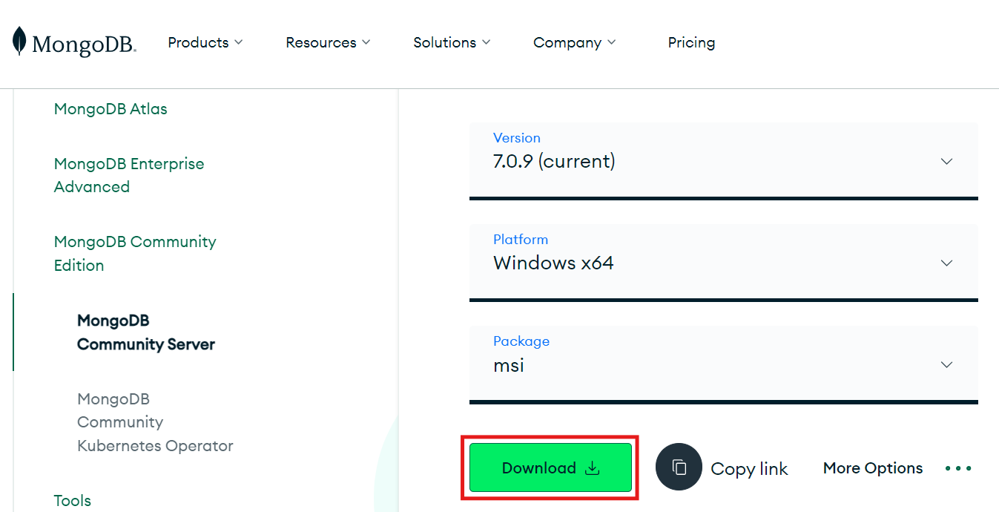 MongoDB.
Products
Resources
Solutions
Company
Pricing
MongoDB Atlas
MongoDB Enterprise
Advanced
MongoDB Community
Edition
MongoDB
Community Server
MongoDB
Community
Kubernetes Operator
Tools
Version
7.0.9 (current)
Platform
Windows x64
Package
msi
Download
Copy link
More Options